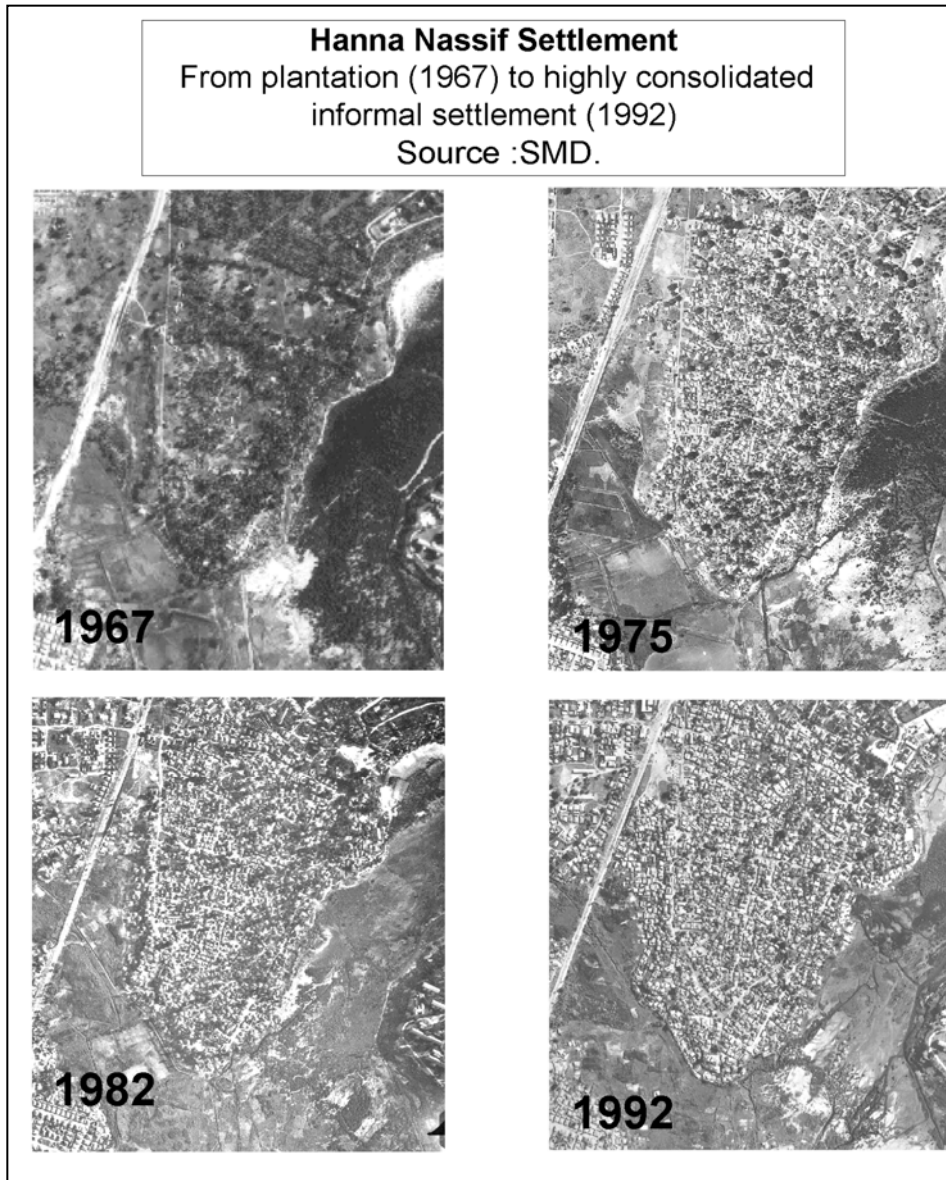 Hanna Nassif Settlement
From plantation (1967) to highly consolidated
informal settlement (1992)
Source :SMD.
1967
1975
1982
1992